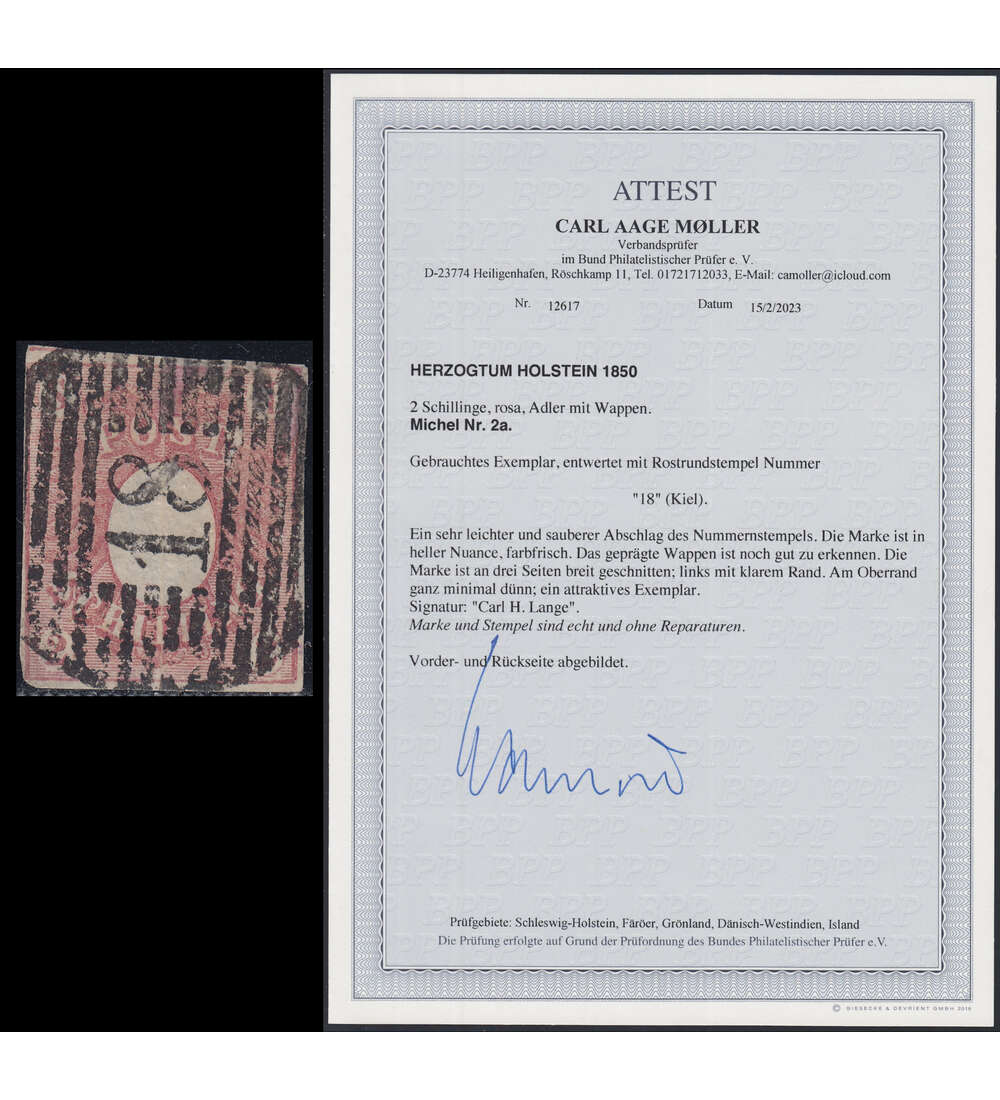 POST
18
SCHILL
ATTEST
CARL AAGE MØLLER
Verbandsprüfer
im Bund Philatelistischer Prüfer e. V.
D-23774 Heiligenhafen, Röschkamp 11, Tel. 01721712033, E-Mail: camoller@icloud.com
Nr. 12617 Datum 15/2/2023
HERZOGTUM HOLSTEIN 1850
2 Schillinge, rosa, Adler mit Wappen.
Michel Nr. 2a.
Gebrauchtes Exemplar, entwertet mit Rostrundstempel Nummer
"18" (Kiel).
Ein sehr leichter und sauberer Abschlag des Nummernstempels. Die Marke ist in
heller Nuance, farbfrisch. Das geprägte Wappen ist noch gut zu erkennen. Die
Marke ist an drei Seiten breit geschnitten; links mit klarem Rand. Am Oberrand
ganz minimal dünn; ein attraktives Exemplar.
Signatur: "Carl H. Lange".
Marke und Stempel sind echt und ohne Reparaturen.
Vorder- und Rückseite abgebildet.
Prüfgebiete: Schleswig-Holstein, Färöer, Grönland, Dänisch-Westindien, Island
Die Prüfung erfolgte auf Grund der Prüfordnung des Bundes Philatelistischer Prüfer e.V.
© GIESECKE & DEVRIENT GMBH 2016